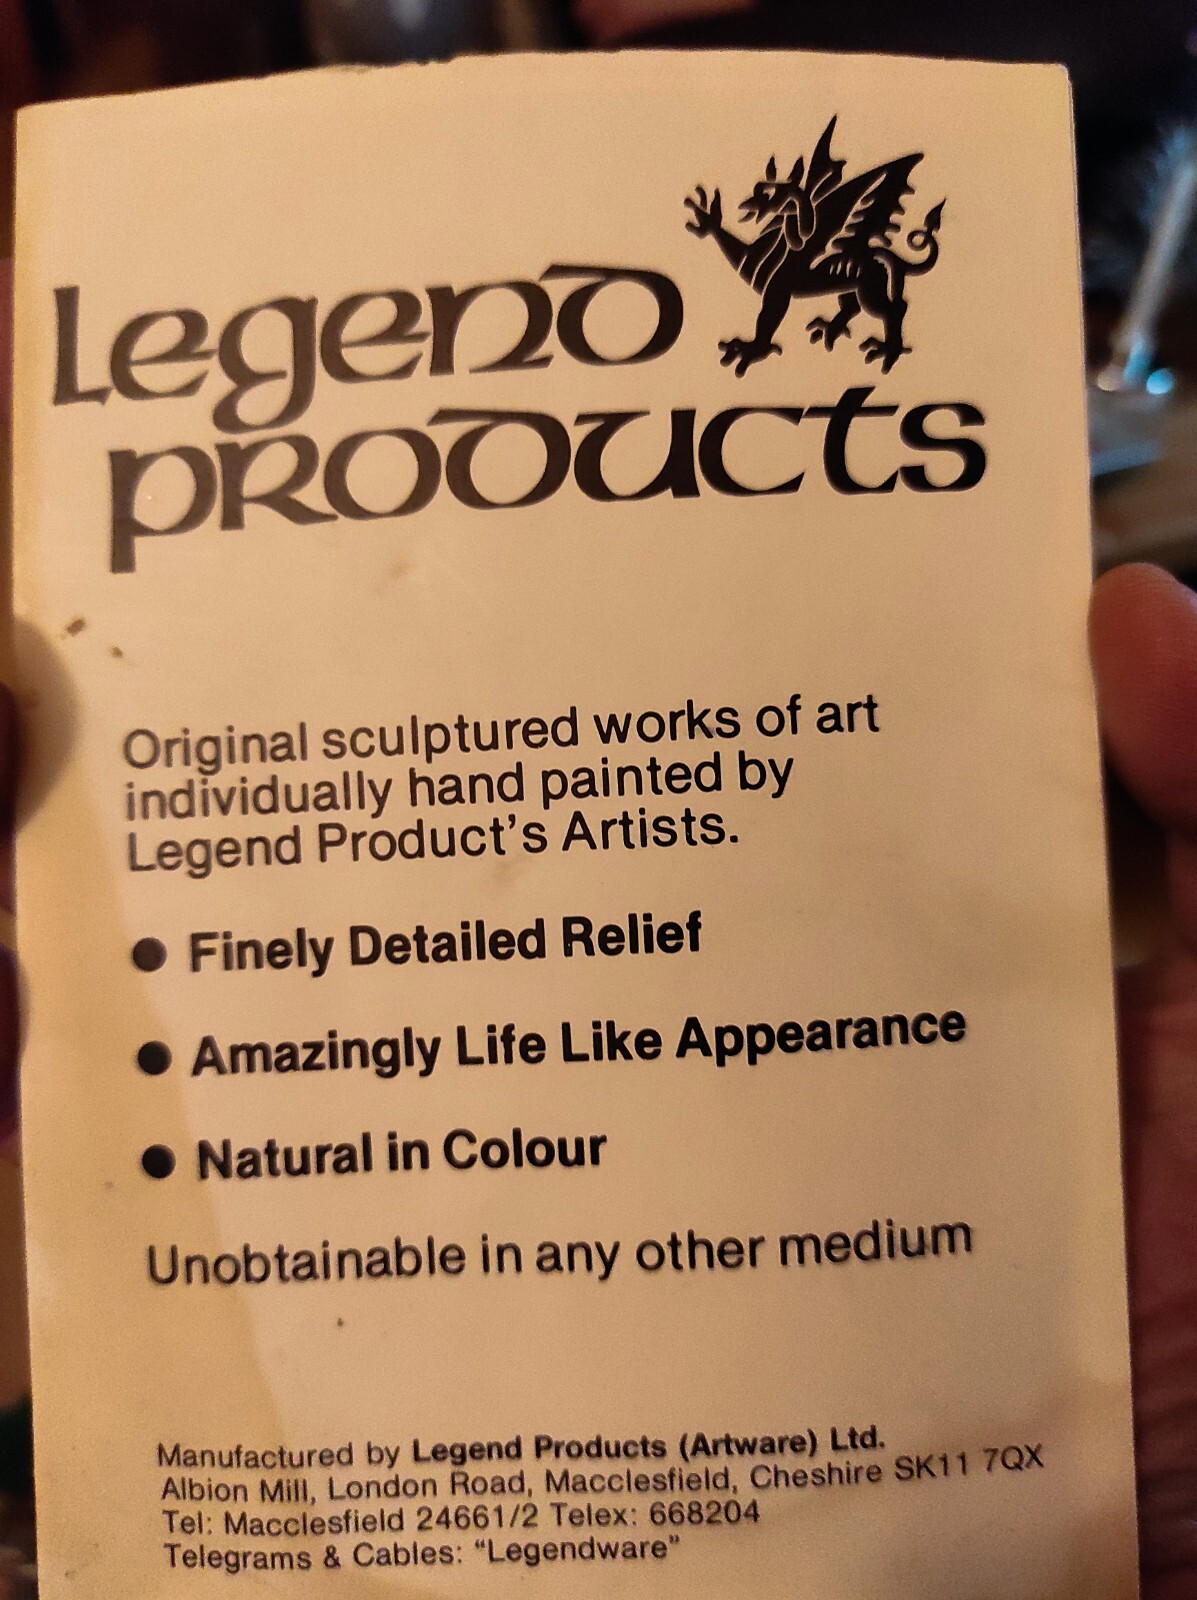 Legend
Products
Original sculptured works of art
individually hand painted by
Legend Product's Artists.
● Finely Detailed Relief
● Amazingly Life Like Appearance
● Natural in Colour
Unobtainable in any other medium
Manufactured by Legend Products (Artware) Ltd.
Albion Mill, London Road, Macclesfield, Cheshire SK11 7QX
Tel: Macclesfield 24661/2 Telex: 668204
Telegrams & Cables: “Legendware”